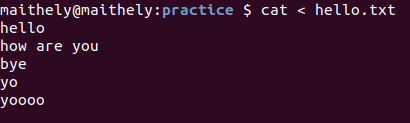 maithely@maithely:practice $ cat < hello.txt
hello
how are you
bye
yo
yoooo